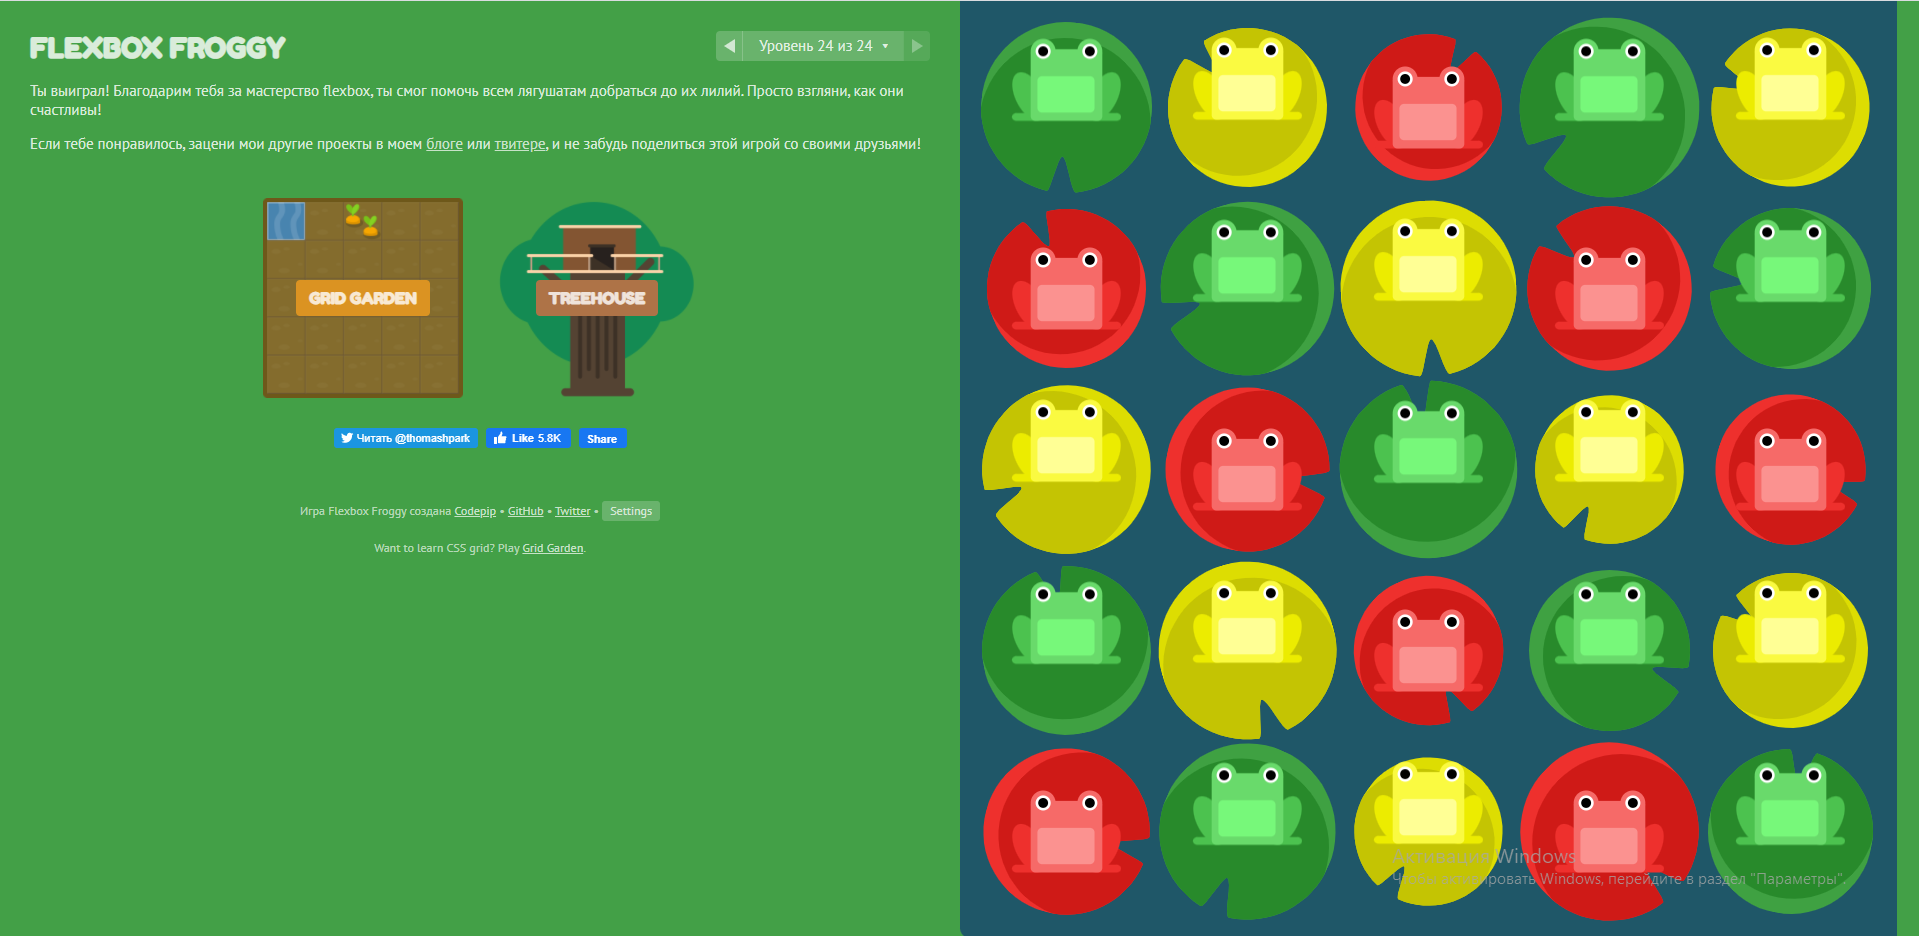 FLEXBOX FROGGY
Уровень 24 из 24
Ты выиграл! Благодарим тебя за мастерство flexbox, ты смог помочь всем лягушатам добраться до их лилий. Просто взгляни, как они
счастливы!
Если тебе понравилось, зацени мои другие проекты в моем блоге или твитере, и не забудь поделиться этой игрой со своими друзьями!
GRID GARDEN
TREEHOUSE
Читать @thomashpark
Like 5.8K
Share
Игра Flexbox Froggy создана Codepip • GitHub • Twitter • Settings
Want to learn CSS grid? Play Grid Garden.
Активация Windows
Чтобы активировать Windows, перейдите в раздел "Параметры".